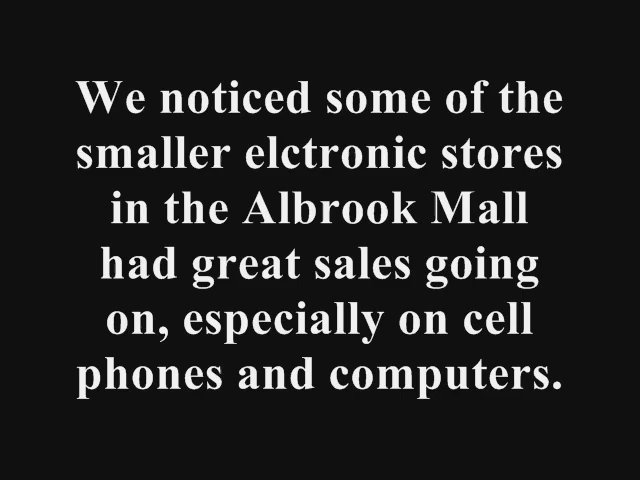 We noticed some of the
smaller elctronic stores
in the Albrook Mall
had great sales going
on, especially on cell
phones and computers.